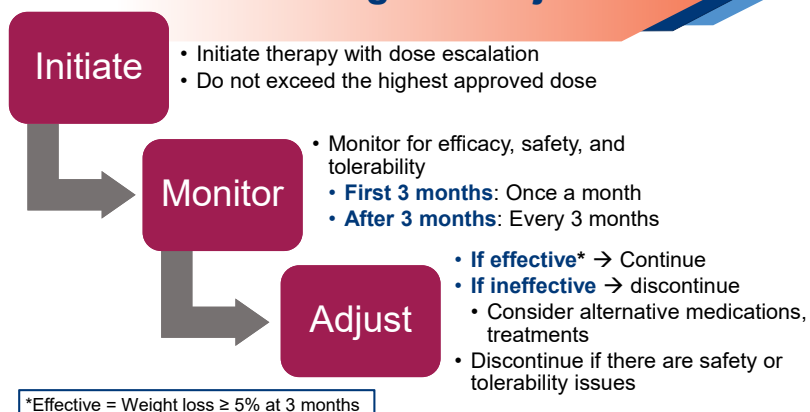 Initiate
• Initiate therapy with dose escalation
• Do not exceed the highest approved dose
Monitor
• Monitor for efficacy, safety, and
tolerability
• First 3 months: Once a month
• After 3 months: Every 3 months
Adjust
• If effective* → Continue
• If ineffective → discontinue
• Consider alternative medications,
treatments
• Discontinue if there are safety or
tolerability issues
*Effective = Weight loss ≥ 5% at 3 months